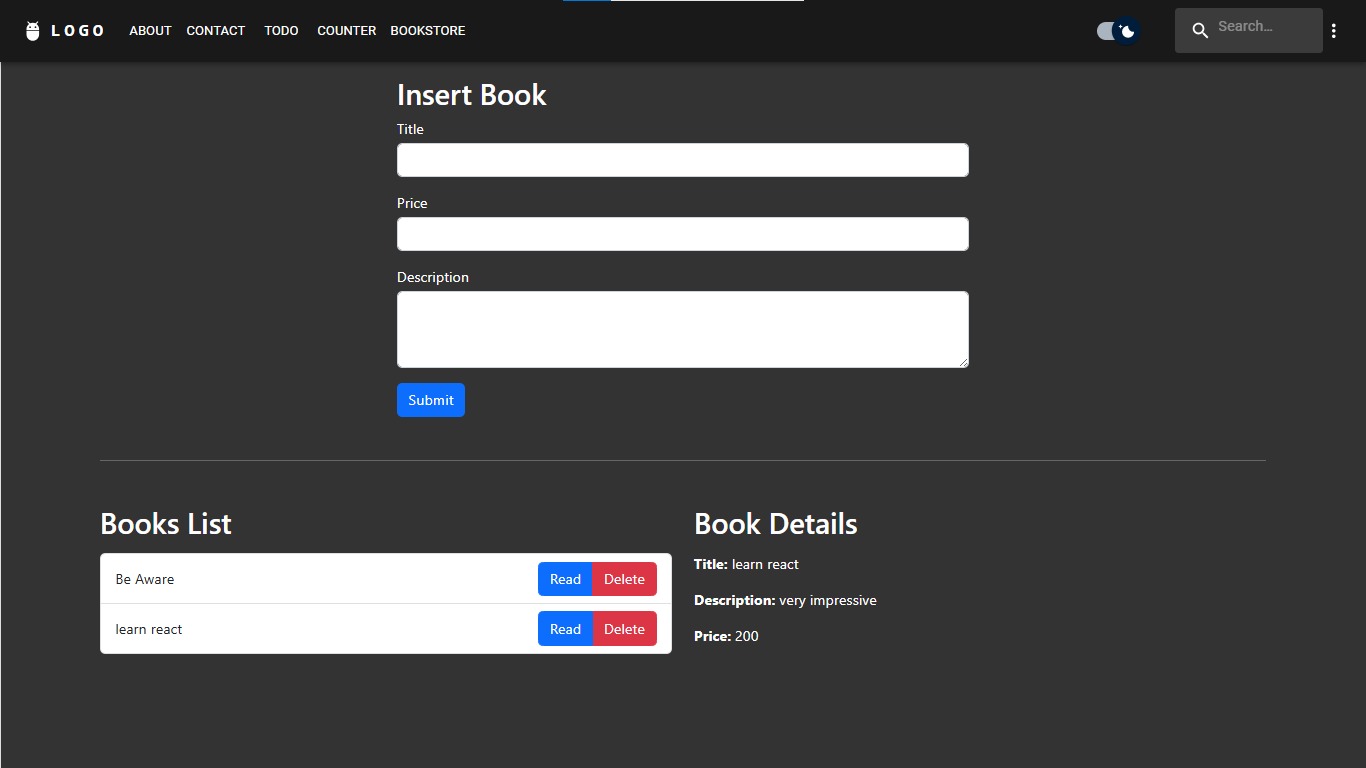 LOGO ABOUT CONTACT TODO COUNTER BOOKSTORE Search...
Insert Book
Title
Price
Description
Submit
Books List
Be Aware Read Delete
learn react Read Delete
Book Details
Title: learn react
Description: very impressive
Price: 200